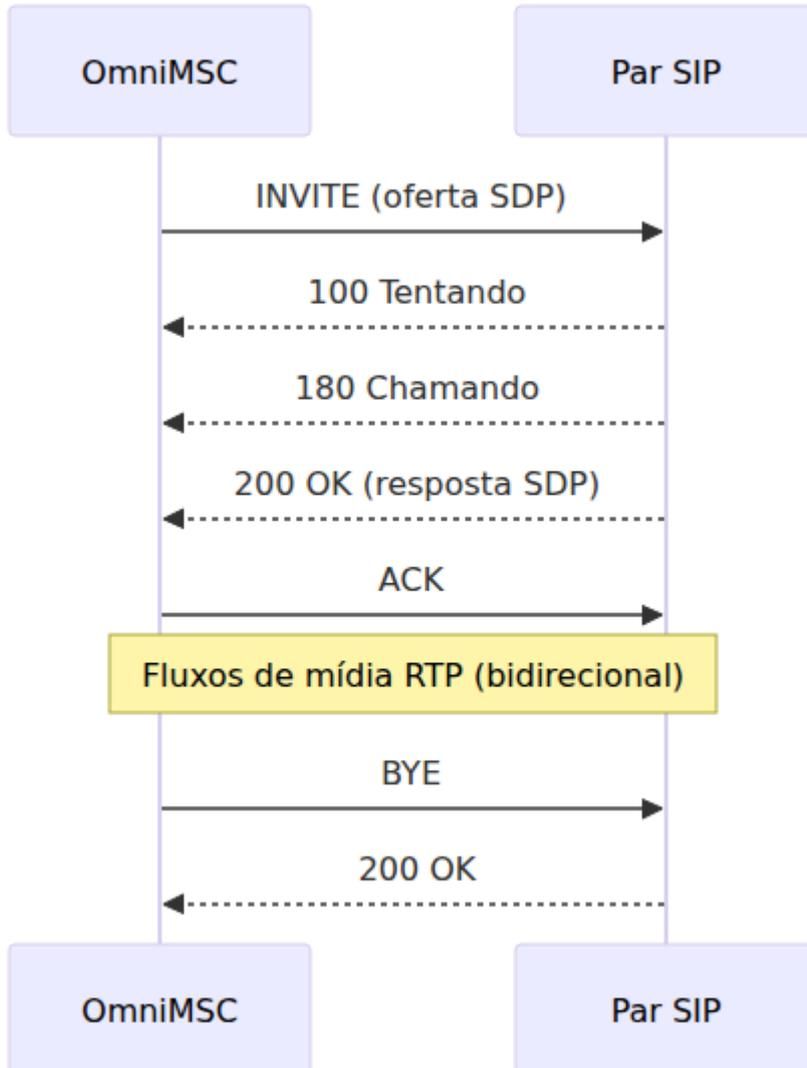 OmniMSC
Par SIP
INVITE (oferta SDP)
100 Tentando
180 Chamando
200 OK (resposta SDP)
ACK
Fluxos de mídia RTP (bidirecional)
BYE
200 OK
OmniMSC
Par SIP